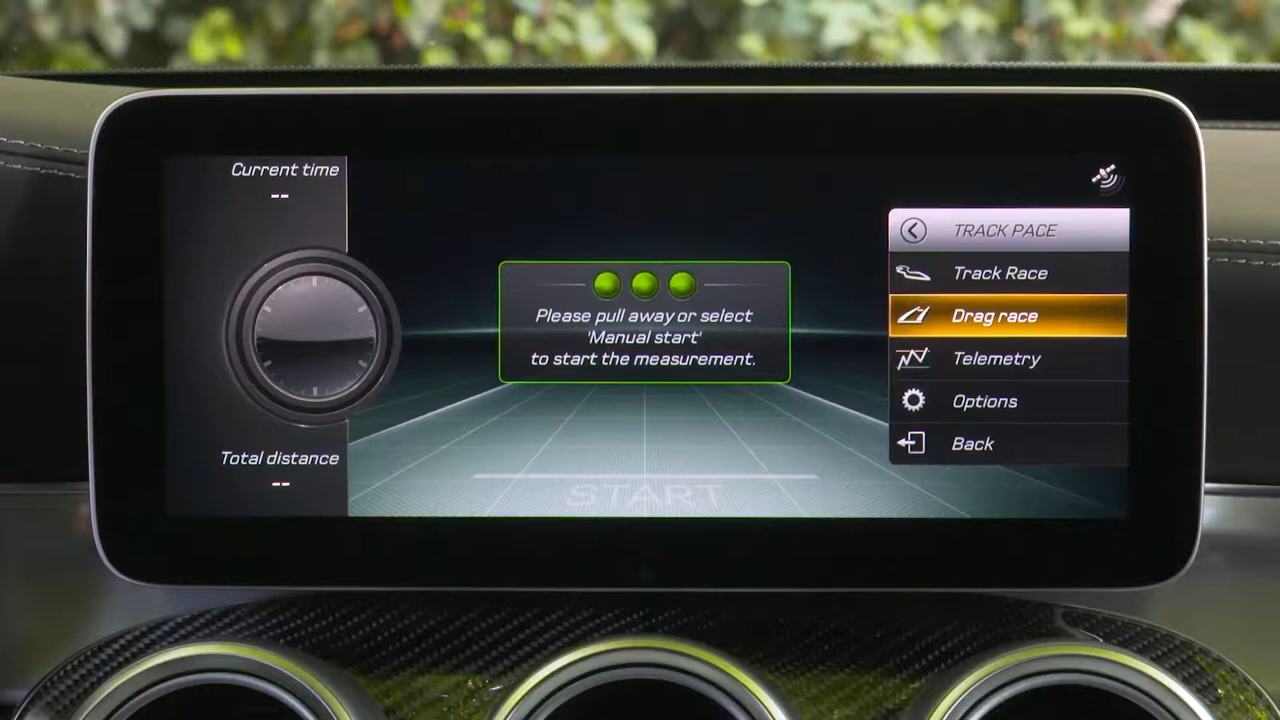 Current time
--
Total distance
--
Please pull away or select
'Manual start'
to start the measurement.
START
TRACK PACE
Track Race
Drag race
Telemetry
Options
Back